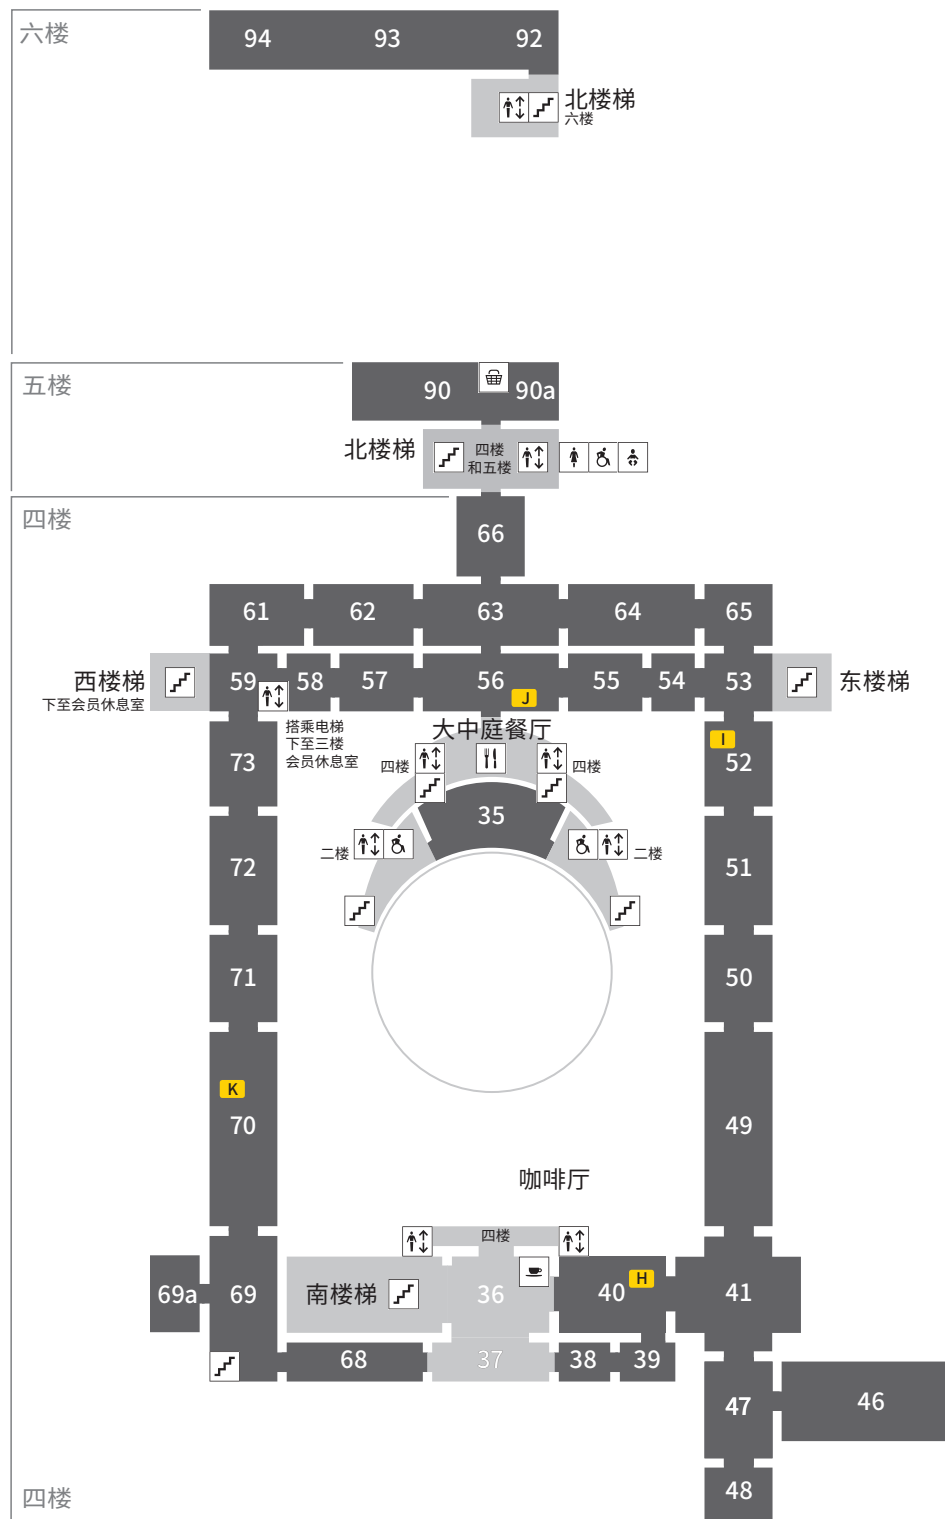 六楼
94 93 92
北楼梯
六楼
五楼
90 90a
北楼梯
四楼
和五楼
四楼
66
61 62 63 64 65
西楼梯
下至会员休息室
59 58 57 56 55 54 53
J
东楼梯
搭乘电梯
下至三楼
会员休息室
大中庭餐厅
I
73
52
四楼
四楼
35
二楼
二楼
72
51
71
50
K
70
49
咖啡厅
四楼
69a 69
南楼梯
36
40 H
41
68 37 38 39
47 46
48
四楼